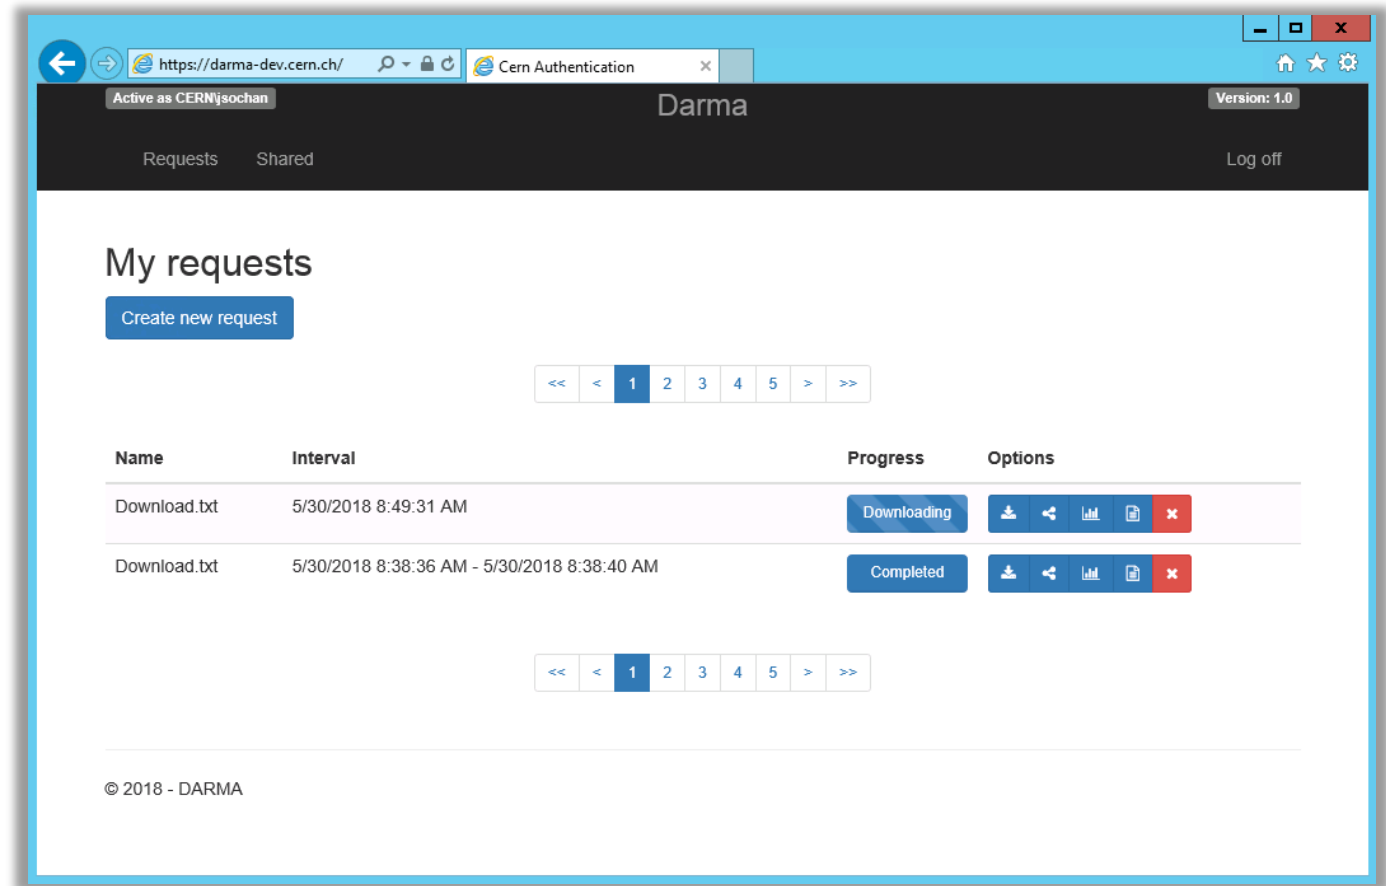 https://darma-dev.cern.ch/ Cern Authentication
Active as CERN\jsochan Darma Version: 1.0
Requests Shared Log off
My requests
Create new request
<< < 1 2 3 4 5 > >>
Name Interval Progress Options
Download.txt 5/30/2018 8:49:31 AM Downloading
Download.txt 5/30/2018 8:38:36 AM - 5/30/2018 8:38:40 AM Completed
<< < 1 2 3 4 5 > >>
© 2018 - DARMA